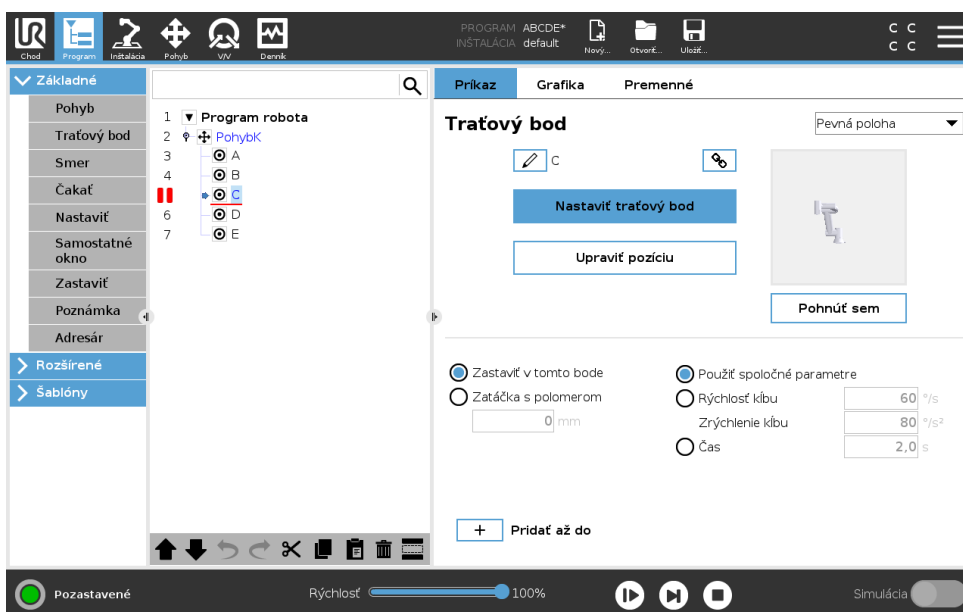 PROGRAM ABCDE*
INŠTALÁCIA default
Nový...
Otvoriť...
Uložiť...
C C
C C
Chod
Program
Inštalácia
Pohyb
V/V
Denník
Základné
Pohyb
Traťový bod
Smer
Čakať
Nastaviť
Samostatné
okno
Zastaviť
Poznámka
Adresár
Rozšírené
Šablóny
1 Program robota
2 PohybK
3 A
4 B
C
6 D
7 E
Príkaz
Grafika
Premenné
Traťový bod
Pevná poloha
C
Nastaviť traťový bod
Upraviť pozíciu
Pohnúť sem
Zastaviť v tomto bode
Zatáčka s polomerom
0 mm
Použiť spoločné parametre
Rýchlosť kĺbu 60 °/s
Zrýchlenie kĺbu 80 °/s²
Čas 2,0 s
+ Pridať až do
Pozastavené
Rýchlosť 100%
Simulácia